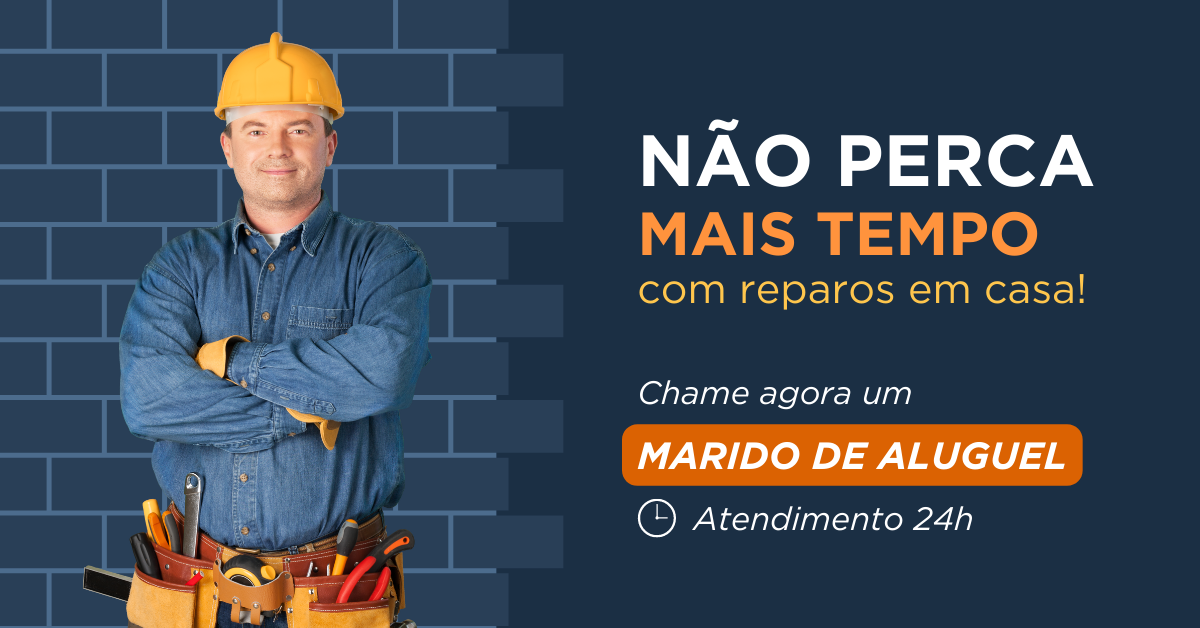 NÃO PERCA
MAIS TEMPO
com reparos em casa!
Chame agora um
MARIDO DE ALUGUEL
Atendimento 24h